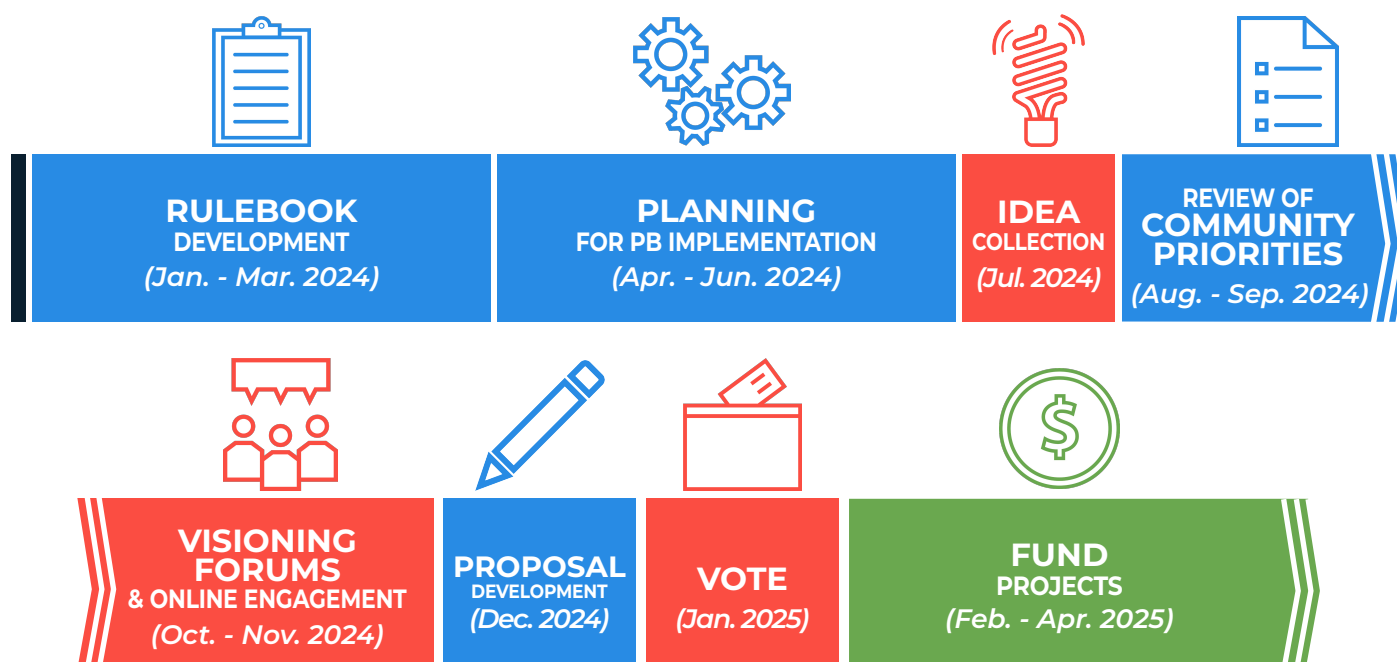 RULEBOOK
DEVELOPMENT
(Jan. - Mar. 2024)
PLANNING
FOR PB IMPLEMENTATION
(Apr. - Jun. 2024)
IDEA
COLLECTION
(Jul. 2024)
REVIEW OF
COMMUNITY
PRIORITIES
(Aug. - Sep. 2024)
VISIONING
FORUMS
& ONLINE ENGAGEMENT
(Oct. - Nov. 2024)
PROPOSAL
DEVELOPMENT
(Dec. 2024)
VOTE
(Jan. 2025)
$
FUND
PROJECTS
(Feb. - Apr. 2025)